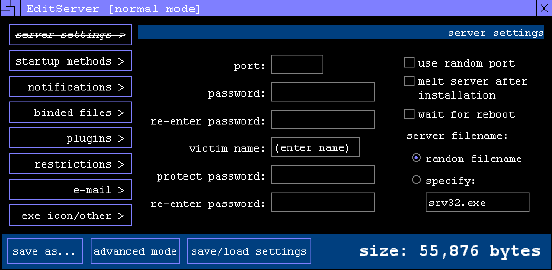 EditServer [normal mode]
server settings >
server settings
startup methods >
notifications >
binded files >
plugins >
restrictions >
e-mail >
exe icon/other >
port:
password:
re-enter password:
victim name:
(enter name)
protect password:
re-enter password:
use random port
melt server after
installation
wait for reboot
server filename:
random filename
specify:
srv32.exe
save as...
advanced mode
save/load settings
size: 55,876 bytes